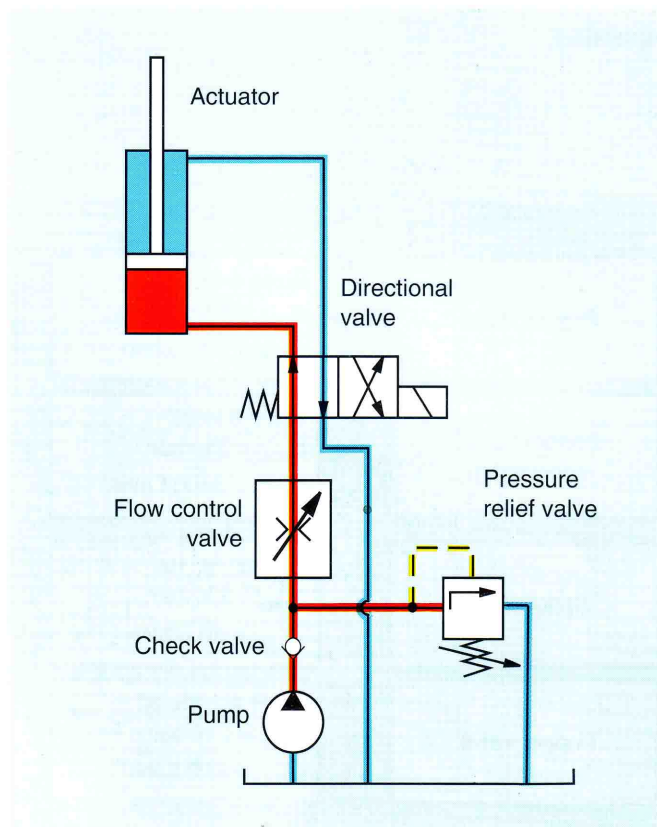 Actuator
Directional
valve
Pressure
relief valve
Flow control
valve
Check valve
Pump